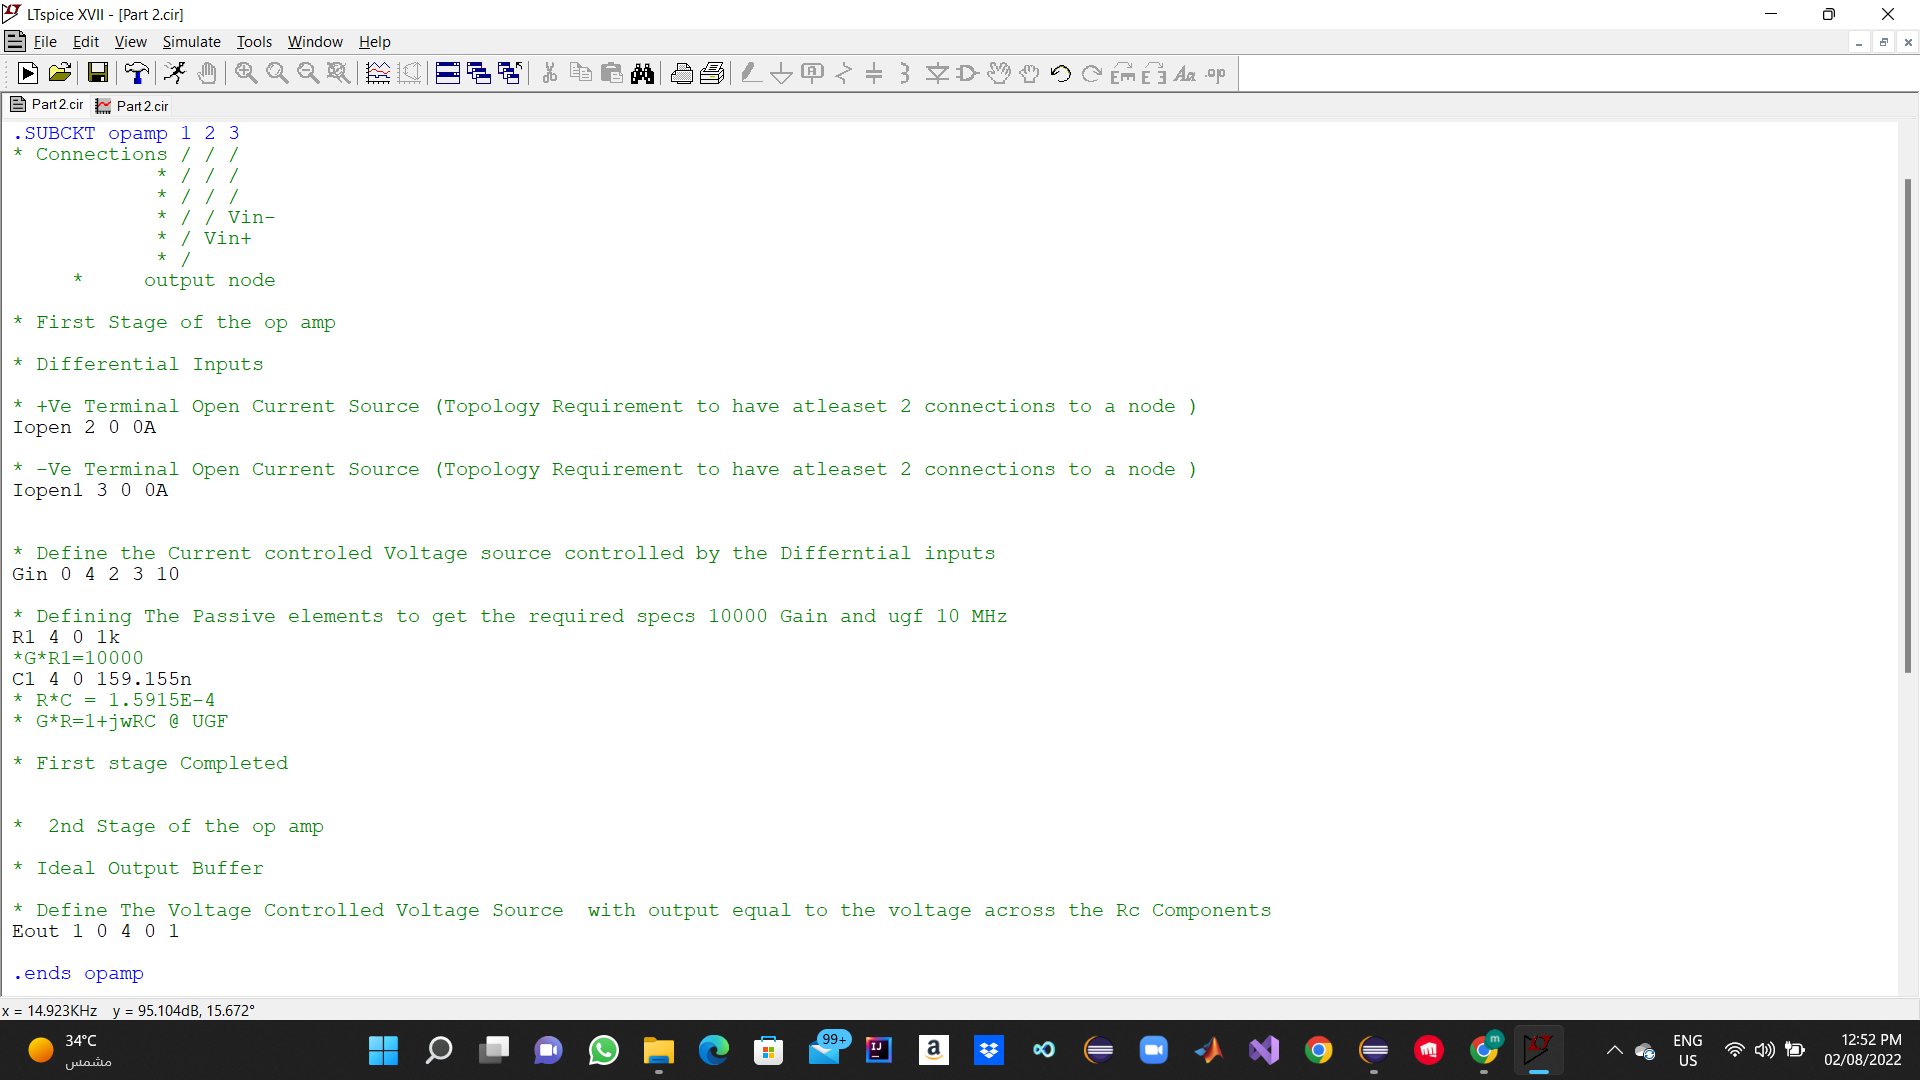 LTspice XVII - [Part 2.cir]
File Edit View Simulate Tools Window Help
Part2.cir Part2.cir
.SUBCKT opamp 1 2 3
* Connections / / /
* / / /
* / / /
* / / Vin-
* / Vin+
* /
* output node
* First Stage of the op amp
* Differential Inputs
* +Ve Terminal Open Current Source (Topology Requirement to have atleaset 2 connections to a node )
Iopen 2 0 0A
* -Ve Terminal Open Current Source (Topology Requirement to have atleaset 2 connections to a node )
Iopen1 3 0 0A
* Define the Current controled Voltage source controlled by the Differntial inputs
Gin 0 4 2 3 10
* Defining The Passive elements to get the required specs 10000 Gain and ugf 10 MHz
R1 4 0 1k
*G*R1=10000
C1 4 0 159.155n
* R*C = 1.5915E-4
* G*R=1+jwRC @ UGF
* First stage Completed
* 2nd Stage of the op amp
* Ideal Output Buffer
* Define The Voltage Controlled Voltage Source with output equal to the voltage across the Rc Components
Eout 1 0 4 0 1
.ends opamp
x = 14.923KHz y = 95.104dB, 15.672°
34°C
مشمس
99+
ENG
US
12:52 PM
02/08/2022